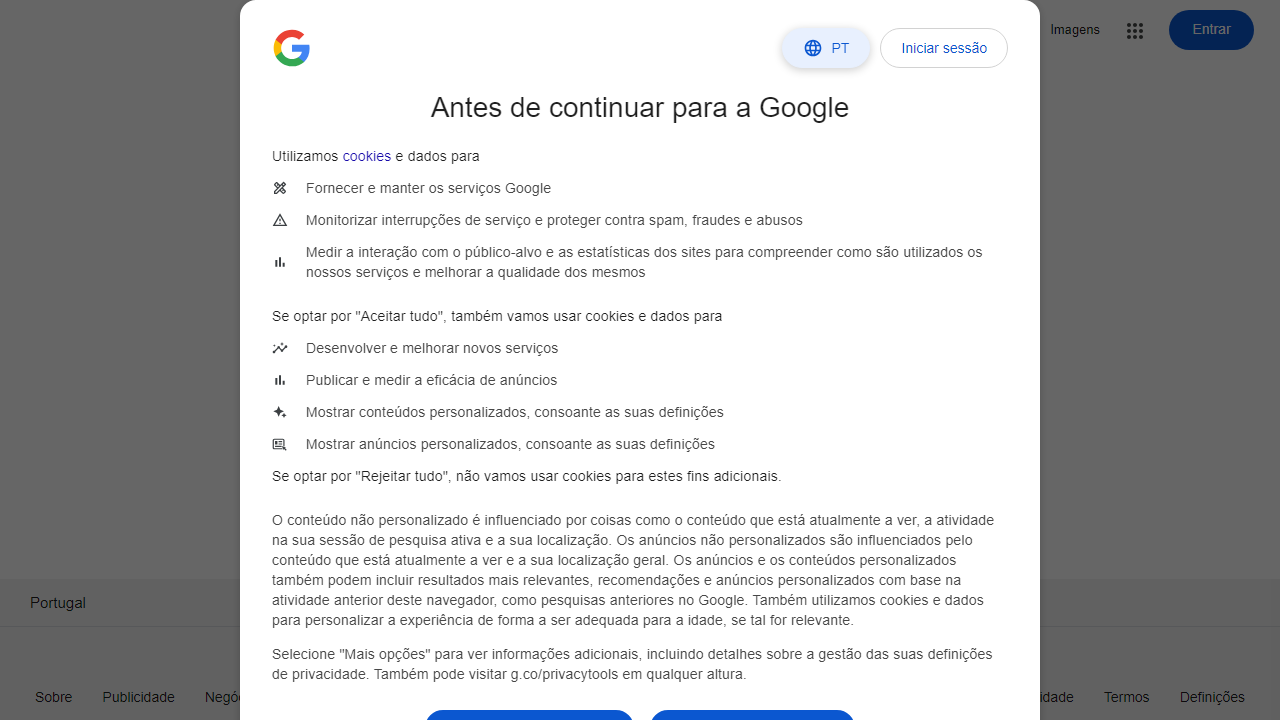 Imagens
Entrar
PT
Iniciar sessão
Antes de continuar para a Google
Utilizamos cookies e dados para
Fornecer e manter os serviços Google
Monitorizar interrupções de serviço e proteger contra spam, fraudes e abusos
Medir a interação com o público-alvo e as estatísticas dos sites para compreender como são utilizados os
nossos serviços e melhorar a qualidade dos mesmos
Se optar por "Aceitar tudo", também vamos usar cookies e dados para
Desenvolver e melhorar novos serviços
Publicar e medir a eficácia de anúncios
Mostrar conteúdos personalizados, consoante as suas definições
Mostrar anúncios personalizados, consoante as suas definições
Se optar por "Rejeitar tudo", não vamos usar cookies para estes fins adicionais.
O conteúdo não personalizado é influenciado por coisas como o conteúdo que está atualmente a ver, a atividade
na sua sessão de pesquisa ativa e a sua localização. Os anúncios não personalizados são influenciados pelo
conteúdo que está atualmente a ver e a sua localização geral. Os anúncios e os conteúdos personalizados
também podem incluir resultados mais relevantes, recomendações e anúncios personalizados com base na
atividade anterior deste navegador, como pesquisas anteriores no Google. Também utilizamos cookies e dados
para personalizar a experiência de forma a ser adequada para a idade, se tal for relevante.
Selecione "Mais opções" para ver informações adicionais, incluindo detalhes sobre a gestão das suas definições
de privacidade. Também pode visitar g.co/privacytools em qualquer altura.
Portugal
Sobre Publicidade Termos Definições